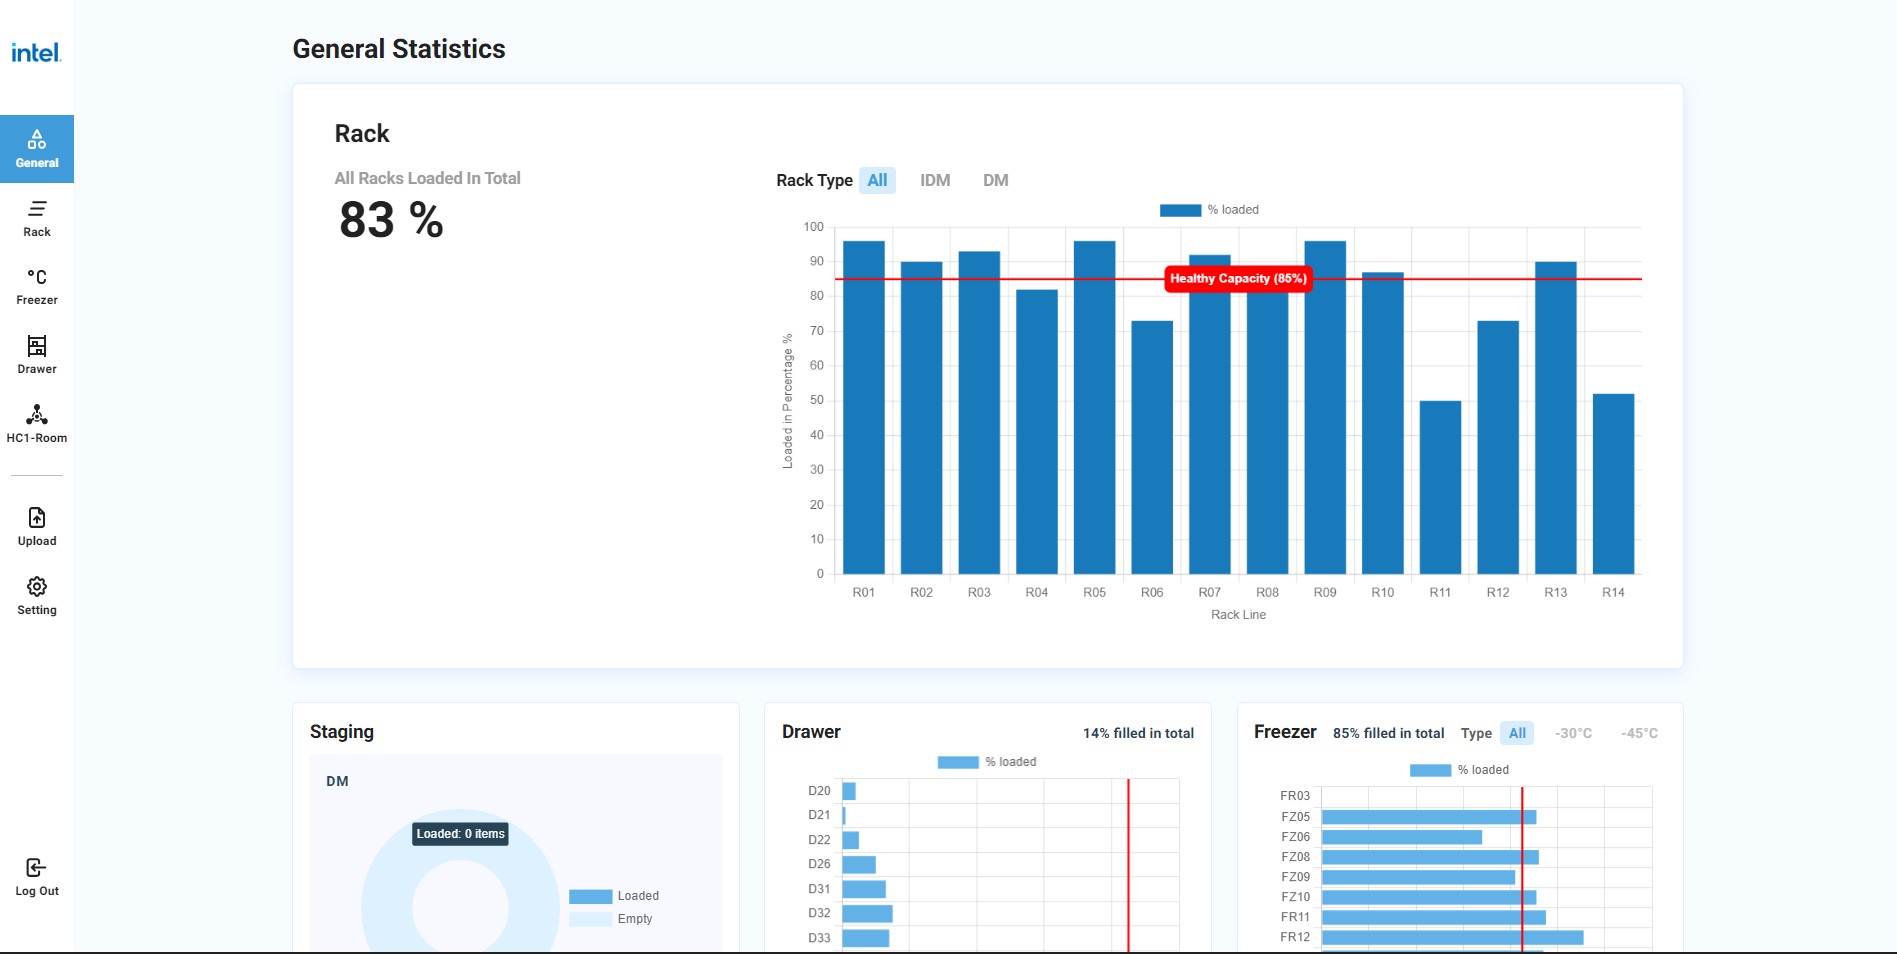 intel.
General
Rack
°C
Freezer
Drawer
HC1-Room
Upload
Setting
Log Out
General Statistics
Rack
All Racks Loaded In Total
83 %
Rack Type All IDM DM
% loaded
100
90
80
70
60
50
40
30
20
10
0
Loaded in Percentage %
Healthy Capacity (85%)
R01 R02 R03 R04 R05 R06 R07 R08 R09 R10 R11 R12 R13 R14
Rack Line
Staging
DM
Loaded: 0 items
Loaded
Empty
Drawer 14% filled in total
% loaded
D20
D21
D22
D26
D31
D32
D33
Freezer 85% filled in total Type All -30°C -45°C
% loaded
FR03
FZ05
FZ06
FZ08
FZ09
FZ10
FR11
FR12